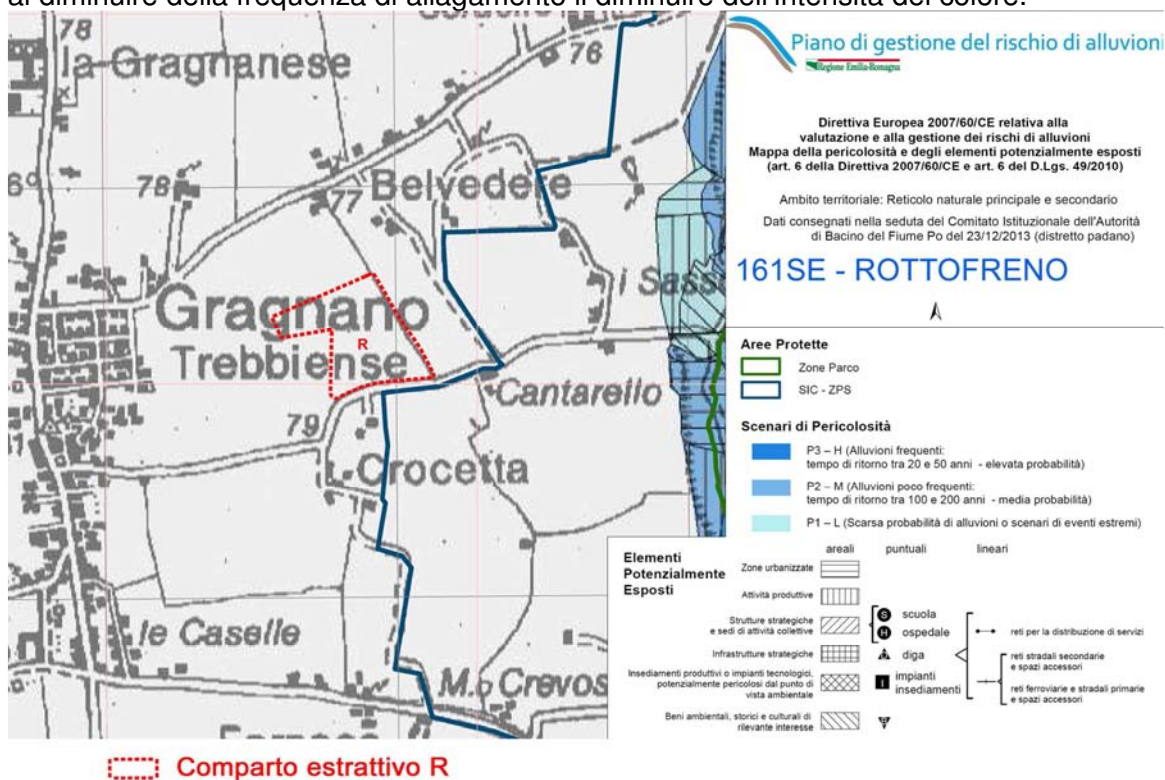 al diminuire della frequenza di allagamento il diminuire dell'intensità del colore.
78
la Gragnanese
76
6°
78
77
Belvedere
i Sass
Gragnano
Trebbiense
R
Cantarello
79
Crocetta
le Caselle
M.o Crevos
Piano di gestione del rischio di alluvioni
Regione Emilia-Romagna
Direttiva Europea 2007/60/CE relativa alla
valutazione e alla gestione dei rischi di alluvioni
Mappa della pericolosità e degli elementi potenzialmente esposti
(art. 6 della Direttiva 2007/60/CE e art. 6 del D.Lgs. 49/2010)
Ambito territoriale: Reticolo naturale principale e secondario
Dati consegnati nella seduta del Comitato Istituzionale dell'Autorità
di Bacino del Fiume Po del 23/12/2013 (distretto padano)
161SE - ROTTOFRENO
Aree Protette
Zone Parco
SIC - ZPS
Scenari di Pericolosità
P3 – H (Alluvioni frequenti:
tempo di ritorno tra 20 e 50 anni - elevata probabilità)
P2 – M (Alluvioni poco frequenti:
tempo di ritorno tra 100 e 200 anni - media probabilità)
P1 – L (Scarsa probabilità di alluvioni o scenari di eventi estremi)
Elementi
Potenzialmente
Esposti
areali puntuali lineari
Zone urbanizzate
Attività produttive
Strutture strategiche
e sedi di attività collettive
Infrastrutture strategiche
Insediamenti produttivi o impianti tecnologici,
potenzialmente pericolosi dal punto di
vista ambientale
Beni ambientali, storici e culturali di
rilevante interesse
S scuola
H ospedale
diga
I impianti
insediamenti
reti per la distribuzione di servizi
reti stradali secondarie
e spazi accessori
reti ferroviarie e stradali primarie
e spazi accessori
Comparto estrattivo R